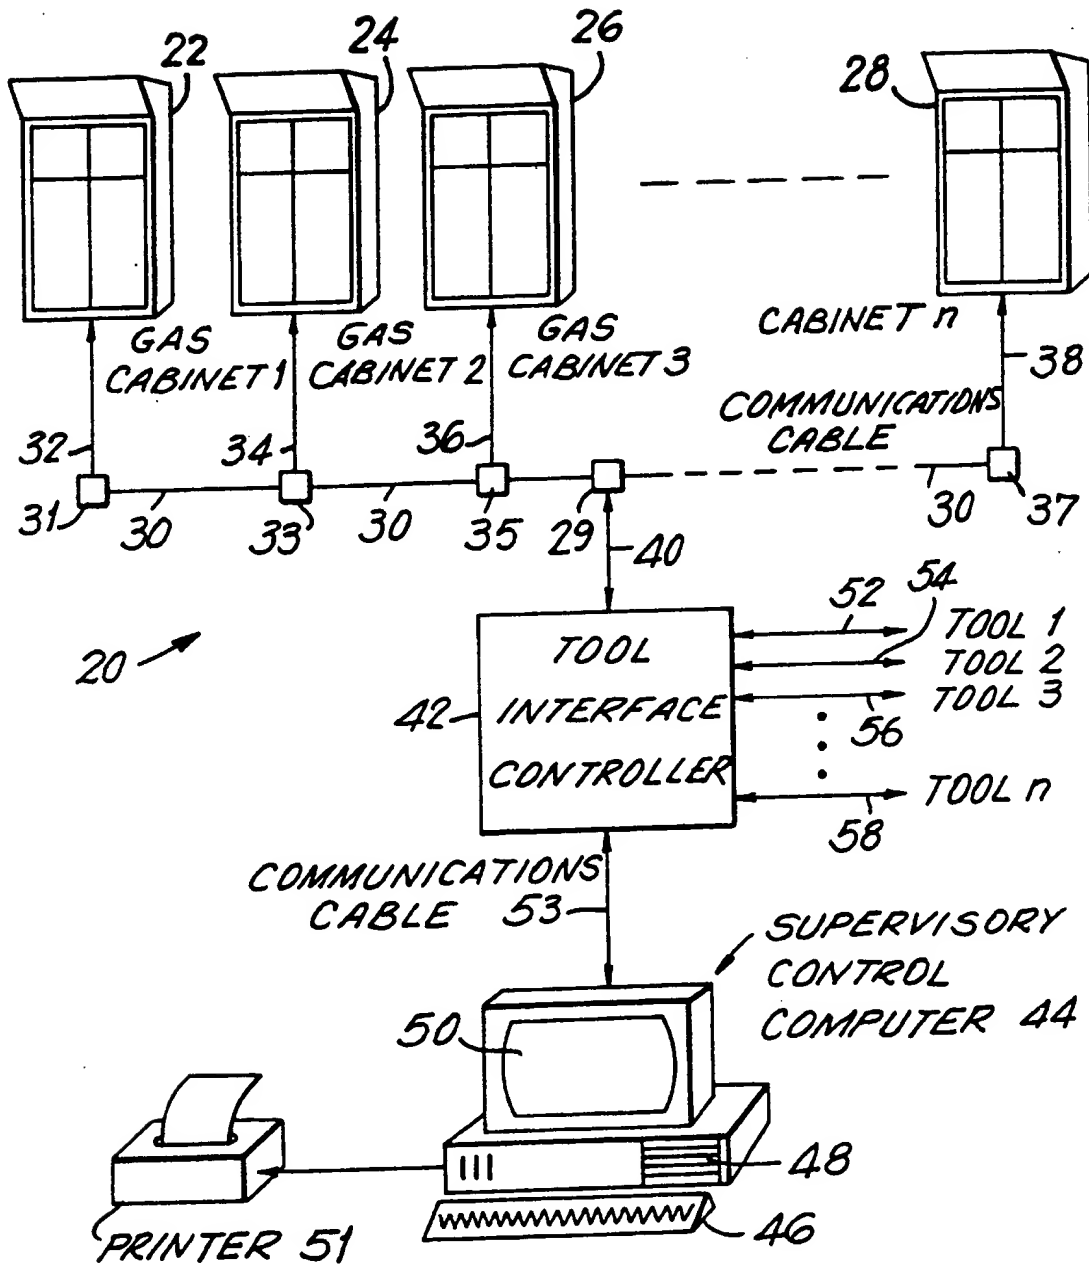 22
24
26
28
GAS
CABINET 1
GAS
CABINET 2
GAS
CABINET 3
CABINET n
38
COMMUNICATIONS
CABLE
32
34
36
31
30
33
30
35
29
30
37
40
20
42
TOOL
INTERFACE
CONTROLLER
52
54
TOOL 1
TOOL 2
TOOL 3
56
TOOL n
58
COMMUNICATIONS
CABLE
53
SUPERVISORY
CONTROL
COMPUTER 44
50
48
46
PRINTER 51